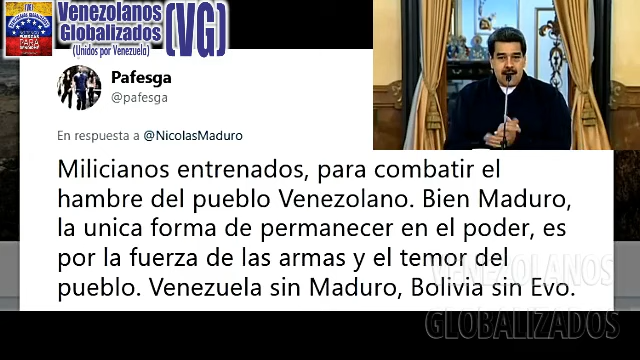 Venezolanos
Globalizados
(Unidos por Venezuela)
(VG)
Pafesga
@pafesga
En respuesta a @NicolasMaduro
Milicianos entrenados, para combatir el
hambre del pueblo Venezolano. Bien Maduro,
la unica forma de permanecer en el poder, es
por la fuerza de las armas y el temor del
pueblo. Venezuela sin Maduro, Bolivia sin Evo.
VENEZOLANOS
GLOBALIZADOS